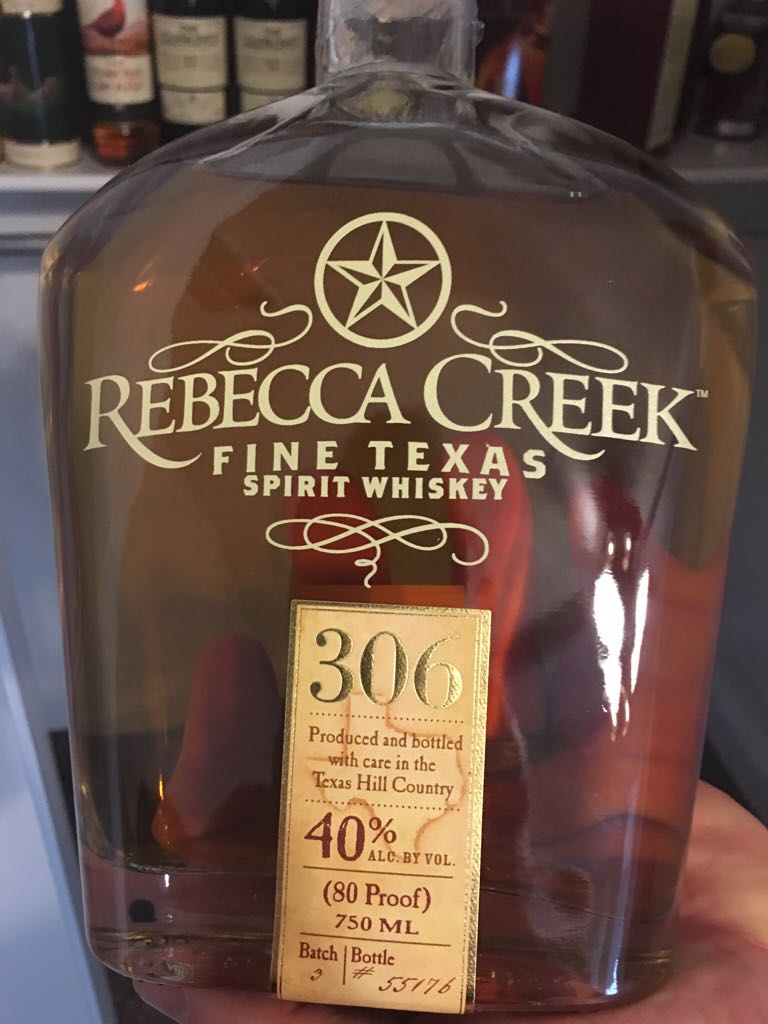 REBECCA CREEK™
FINE TEXAS
SPIRIT WHISKEY
306
Produced and bottled
with care in the
Texas Hill Country
40% ALC. BY VOL.
(80 Proof)
750 ML
Batch | Bottle
3 # 55176